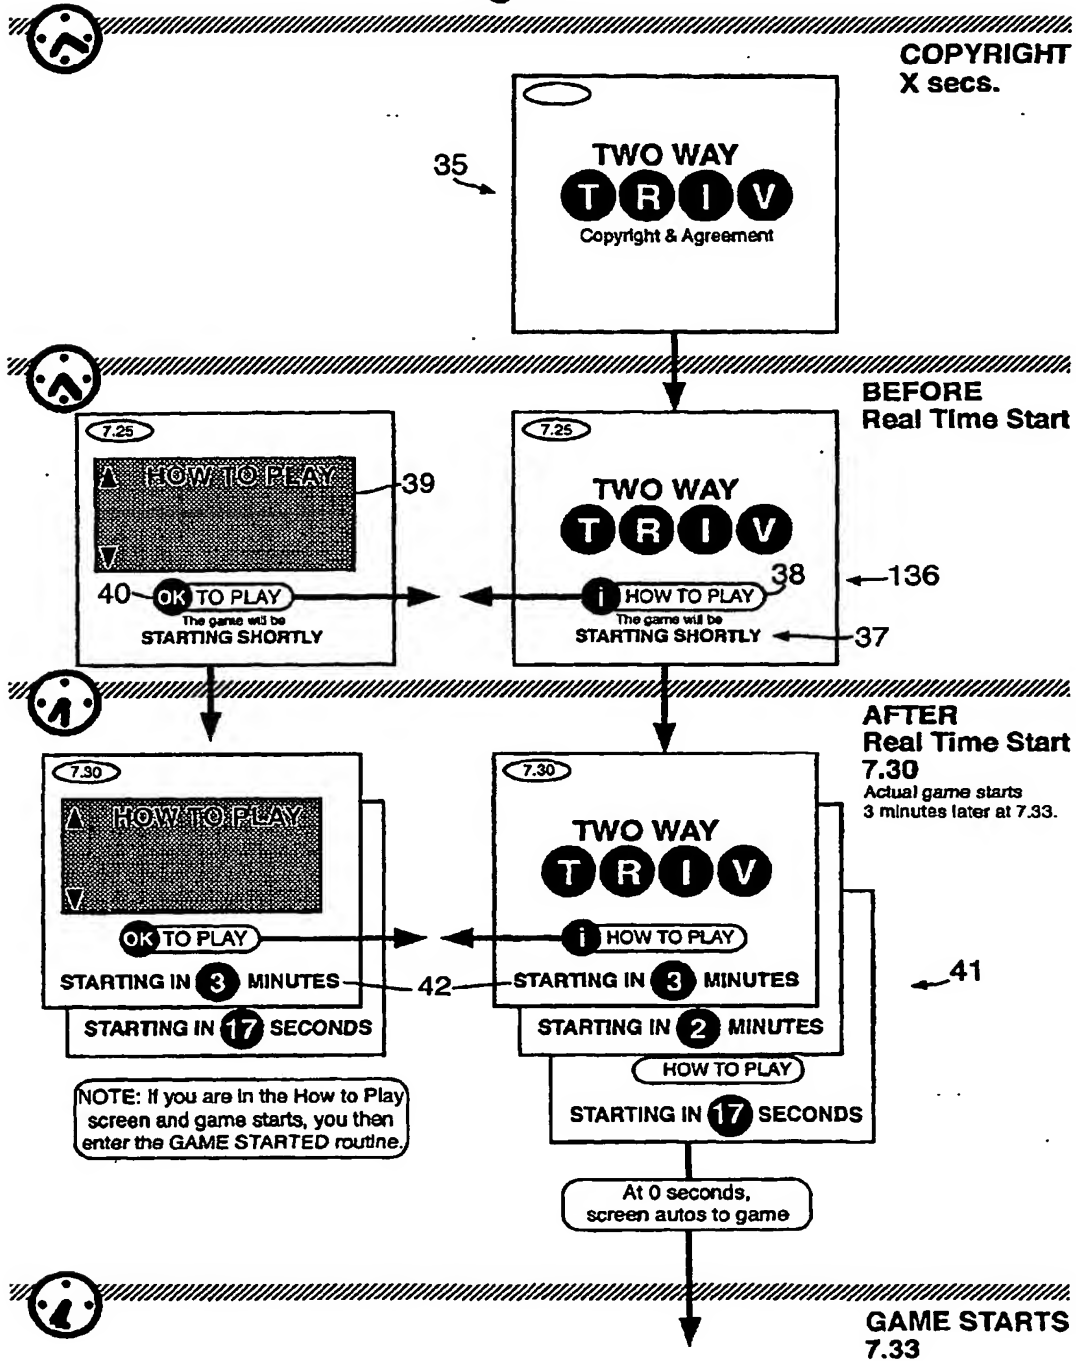 COPYRIGHT
X secs.
35
TWO WAY
TRIV
Copyright & Agreement
BEFORE
Real Time Start
7.25
HOW TO PLAY
39
40
OK TO PLAY
The game will be
STARTING SHORTLY
7.25
TWO WAY
TRIV
38
i HOW TO PLAY
136
The game will be
STARTING SHORTLY
37
AFTER
Real Time Start
7.30
Actual game starts
3 minutes later at 7.33.
7.30
HOW TO PLAY
OK TO PLAY
STARTING IN 3 MINUTES
42
STARTING IN 17 SECONDS
7.30
TWO WAY
TRIV
i HOW TO PLAY
STARTING IN 3 MINUTES
STARTING IN 2 MINUTES
HOW TO PLAY
STARTING IN 17 SECONDS
41
NOTE: If you are in the How to Play
screen and game starts, you then
enter the GAME STARTED routine.
At 0 seconds,
screen autos to game
GAME STARTS
7.33